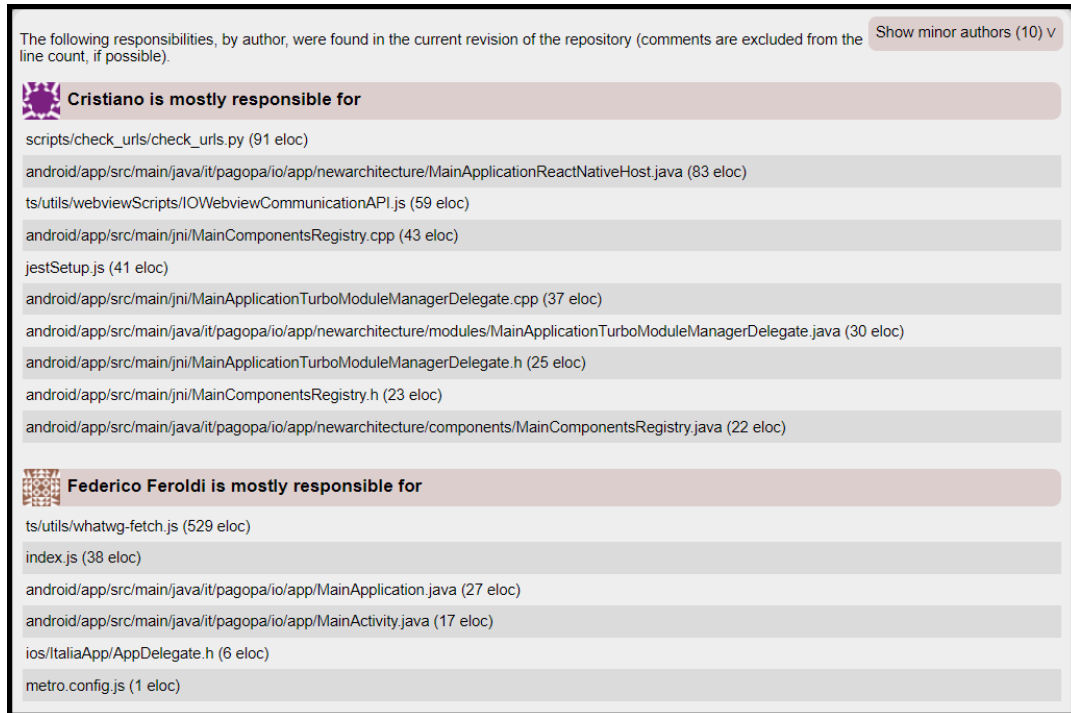 The following responsibilities, by author, were found in the current revision of the repository (comments are excluded from the
line count, if possible).
Show minor authors (10) ∨
Cristiano is mostly responsible for
scripts/check_urls/check_urls.py (91 eloc)
android/app/src/main/java/it/pagopa/io/app/newarchitecture/MainApplicationReactNativeHost.java (83 eloc)
ts/utils/webviewScripts/IOWebviewCommunicationAPI.js (59 eloc)
android/app/src/main/jni/MainComponentsRegistry.cpp (43 eloc)
jestSetup.js (41 eloc)
android/app/src/main/jni/MainApplicationTurboModuleManagerDelegate.cpp (37 eloc)
android/app/src/main/java/it/pagopa/io/app/newarchitecture/modules/MainApplicationTurboModuleManagerDelegate.java (30 eloc)
android/app/src/main/jni/MainApplicationTurboModuleManagerDelegate.h (25 eloc)
android/app/src/main/jni/MainComponentsRegistry.h (23 eloc)
android/app/src/main/java/it/pagopa/io/app/newarchitecture/components/MainComponentsRegistry.java (22 eloc)
Federico Feroldi is mostly responsible for
ts/utils/whatwg-fetch.js (529 eloc)
index.js (38 eloc)
android/app/src/main/java/it/pagopa/io/app/MainApplication.java (27 eloc)
android/app/src/main/java/it/pagopa/io/app/MainActivity.java (17 eloc)
ios/ItaliaApp/AppDelegate.h (6 eloc)
metro.config.js (1 eloc)